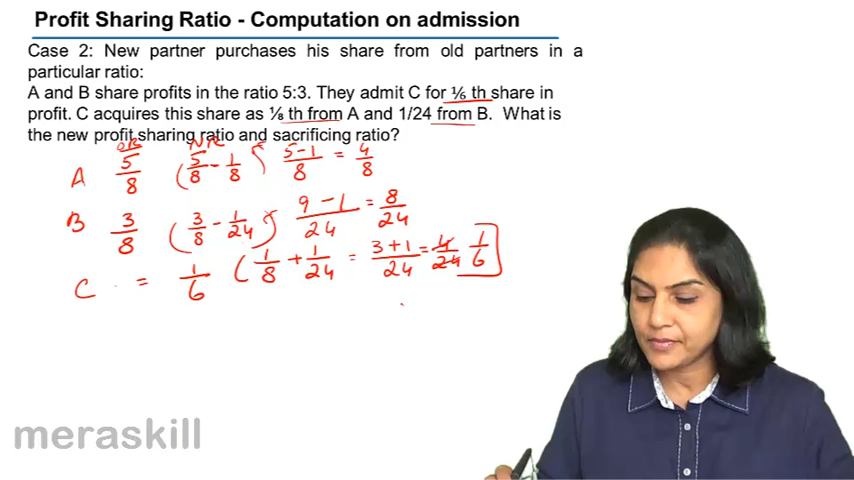 Profit Sharing Ratio - Computation on admission
Case 2: New partner purchases his share from old partners in a
particular ratio:
A and B share profits in the ratio 5:3. They admit C for ⅙ th share in
profit. C acquires this share as ⅛ th from A and 1/24 from B. What is
the new profit sharing ratio and sacrificing ratio?
OR NR
A 5/8 (5/8 - 1/8) 5-1/8 = 4/8
B 3/8 (3/8 - 1/24) 9-1/24 = 8/24
C = 1/6 (1/8 + 1/24 = 3+1/24 = 4/24 1/6
meraskill